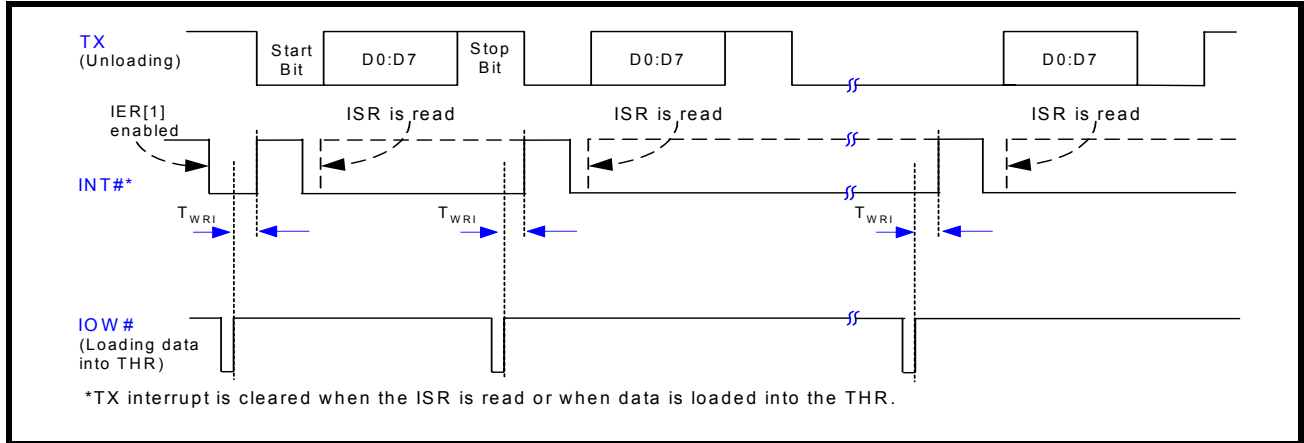 TX
(Unloading)
Start
Bit
D0:D7
Stop
Bit
D0:D7
D0:D7
IER[1]
enabled
ISR is read
ISR is read
ISR is read
INT#*
TWRI
TWRI
TWRI
IOW#
(Loading data
into THR)
*TX interrupt is cleared when the ISR is read or when data is loaded into the THR.